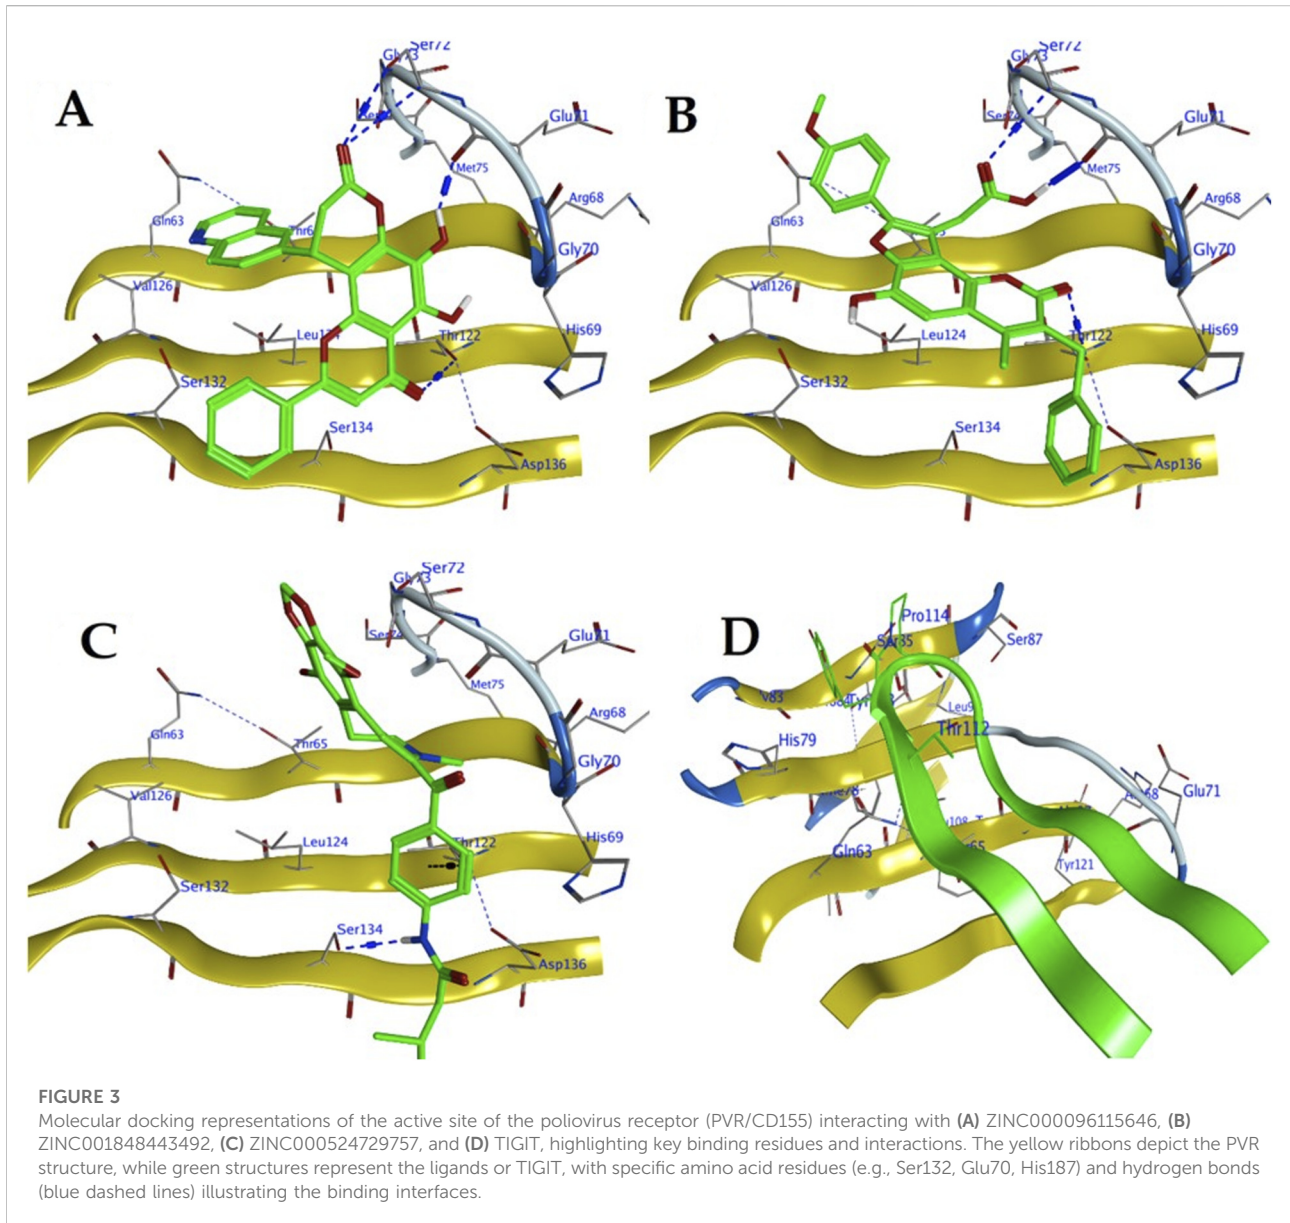 A
Ser72
Gly73
Glu71
Met75
Arg68
Gln63
Gly70
Val126
Leu124
Thr122
His69
Ser132
Ser134
Asp136
B
Ser72
Glu71
Met75
Arg68
Gln63
Gly70
Val126
Leu124
Thr122
His69
Ser132
Ser134
Asp136
C
Ser72
Gly73
Ser74
Glu71
Met75
Arg68
Gln63
Thr65
Gly70
Val126
Leu124
Thr122
His69
Ser132
Ser134
Asp136
D
Pro114
Ser85
Ser87
V83
Thr112
His79
Glu71
Gln63
Tyr121
FIGURE 3
Molecular docking representations of the active site of the poliovirus receptor (PVR/CD155) interacting with (A) ZINC000096115646, (B)
ZINC001848443492, (C) ZINC000524729757, and (D) TIGIT, highlighting key binding residues and interactions. The yellow ribbons depict the PVR
structure, while green structures represent the ligands or TIGIT, with specific amino acid residues (e.g., Ser132, Glu70, His187) and hydrogen bonds
(blue dashed lines) illustrating the binding interfaces.